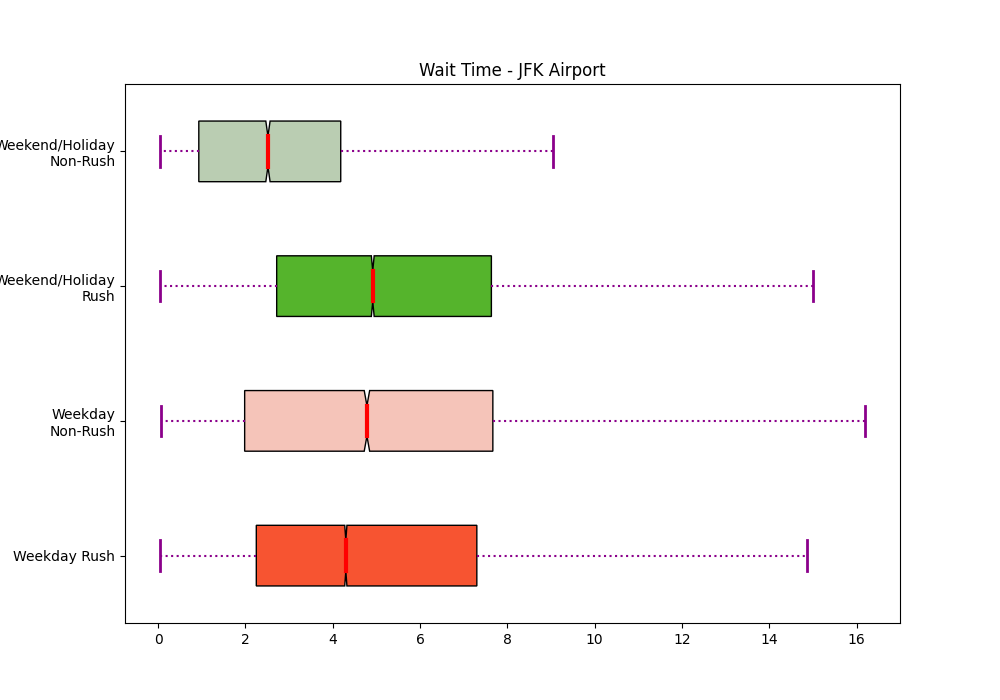 Wait Time - JFK Airport
Weekend/Holiday
Non-Rush
Weekend/Holiday
Rush
Weekday
Non-Rush
Weekday Rush
0 2 4 6 8 10 12 14 16